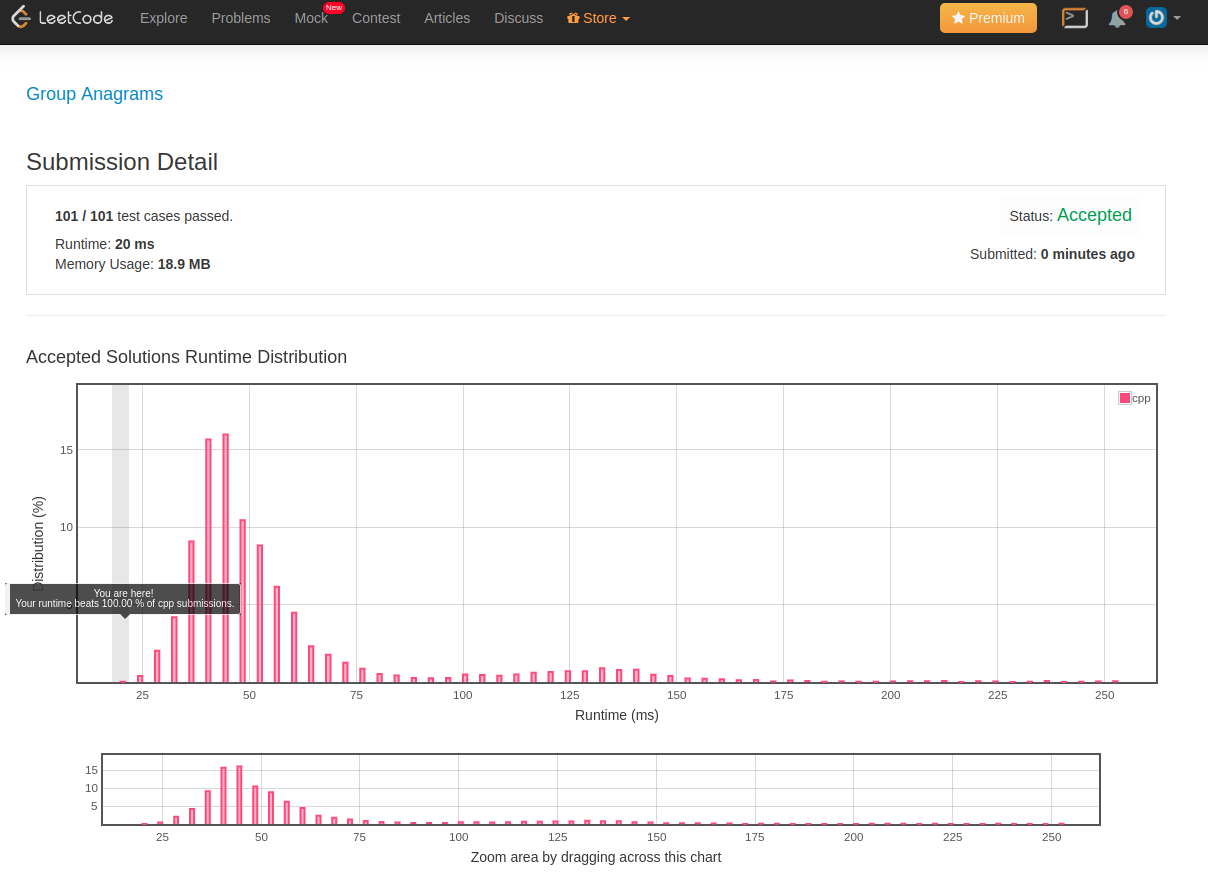 LeetCode Explore Problems Mock New Contest Articles Discuss Store Premium 6
Group Anagrams
Submission Detail
101 / 101 test cases passed.
Status: Accepted
Runtime: 20 ms
Submitted: 0 minutes ago
Memory Usage: 18.9 MB
Accepted Solutions Runtime Distribution
cpp
15
10
Distribution (%)
You are here!
Your runtime beats 100.00 % of cpp submissions.
25 50 75 100 125 150 175 200 225 250
Runtime (ms)
15
10
5
25 50 75 100 125 150 175 200 225 250
Zoom area by dragging across this chart